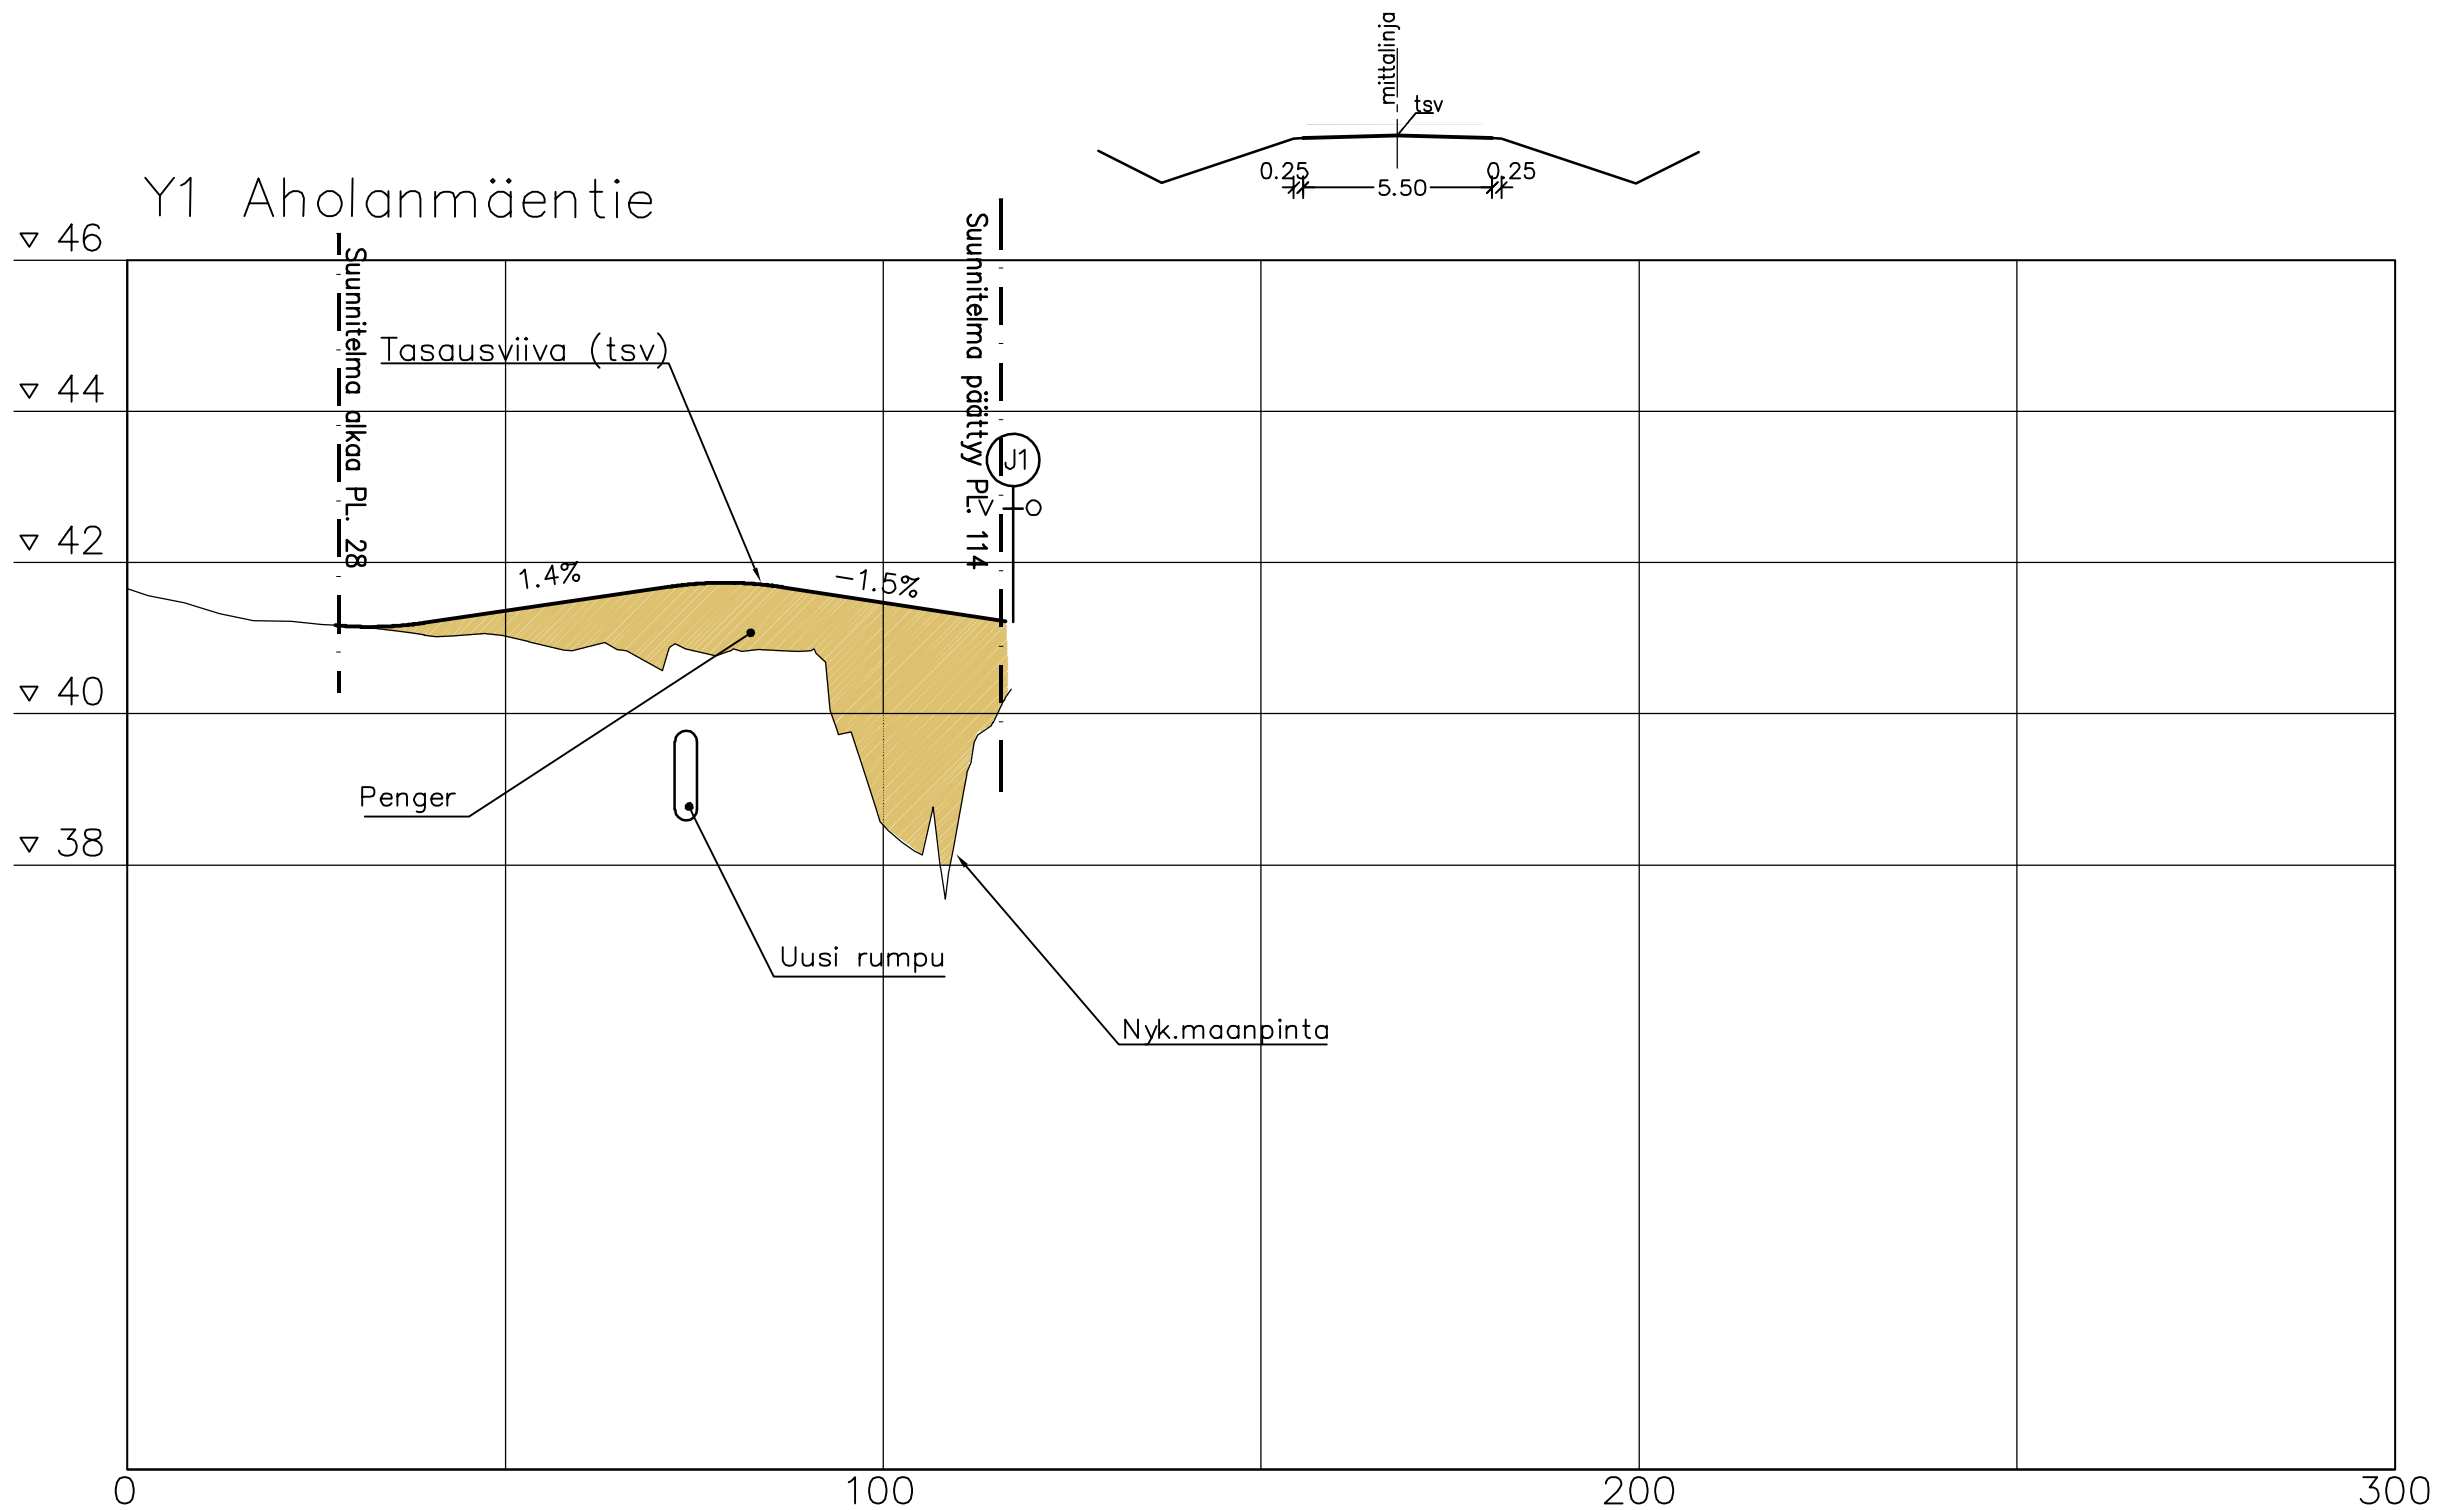 mittalinja
tsv
0.25
5.50
0.25
Y1 Aholanmäentie
46
Suunnitelma alkaa PL. 28
Suunnitelma päättyy PL. 114
Tasausviiva (tsv)
44
J1
42
1.4%
-1.5%
40
Penger
38
Uusi rumpu
Nyk.maanpinta
0
100
200
300